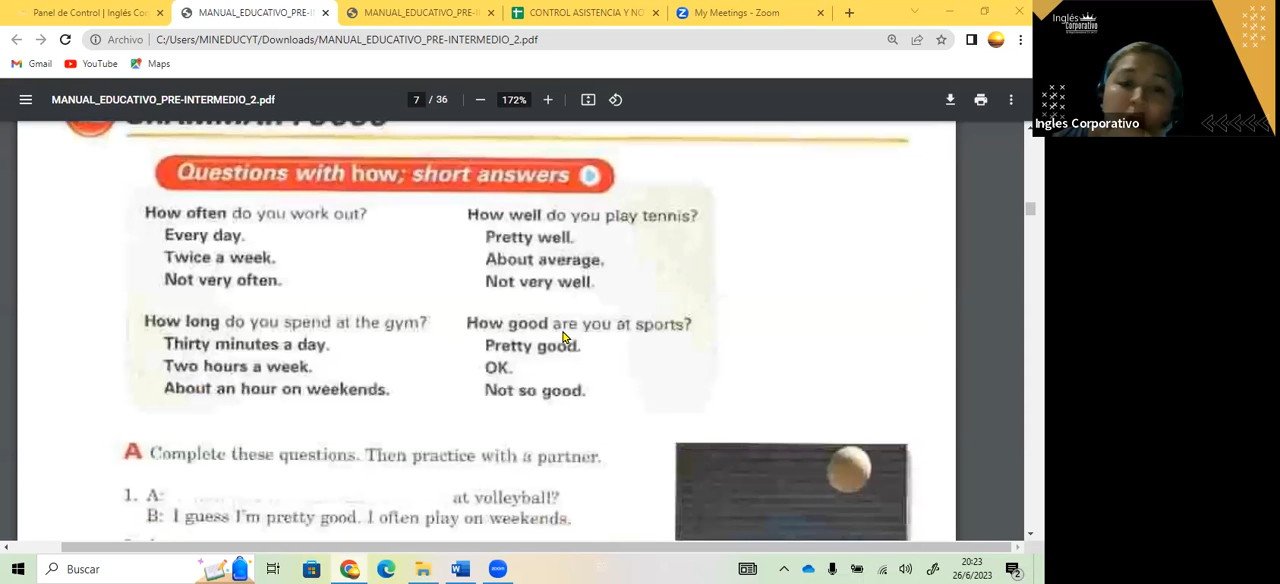 Panel de Control | Inglés Co
MANUAL_EDUCATIVO_PRE-I
MANUAL_EDUCATIVO_PRE-I
CONTROL ASISTENCIA Y NO
My Meetings - Zoom
Archivo
C:/Users/MINEDUCYT/Downloads/MANUAL_EDUCATIVO_PRE-INTERMEDIO_2.pdf
Gmail
YouTube
Maps
MANUAL_EDUCATIVO_PRE-INTERMEDIO_2.pdf
7 / 36
172%
Inglés
Corporativo
Ingles Corporativo
Questions with how; short answers
How often do you work out?
Every day.
Twice a week.
Not very often.
How long do you spend at the gym?
Thirty minutes a day.
Two hours a week.
About an hour on weekends.
How well do you play tennis?
Pretty well.
About average.
Not very well.
How good are you at sports?
Pretty good.
OK.
Not so good.
A Complete these questions. Then practice with a partner.
1. A: at volleyball?
B: I guess I'm pretty good. I often play on weekends.
Buscar
20:23
26/6/2023